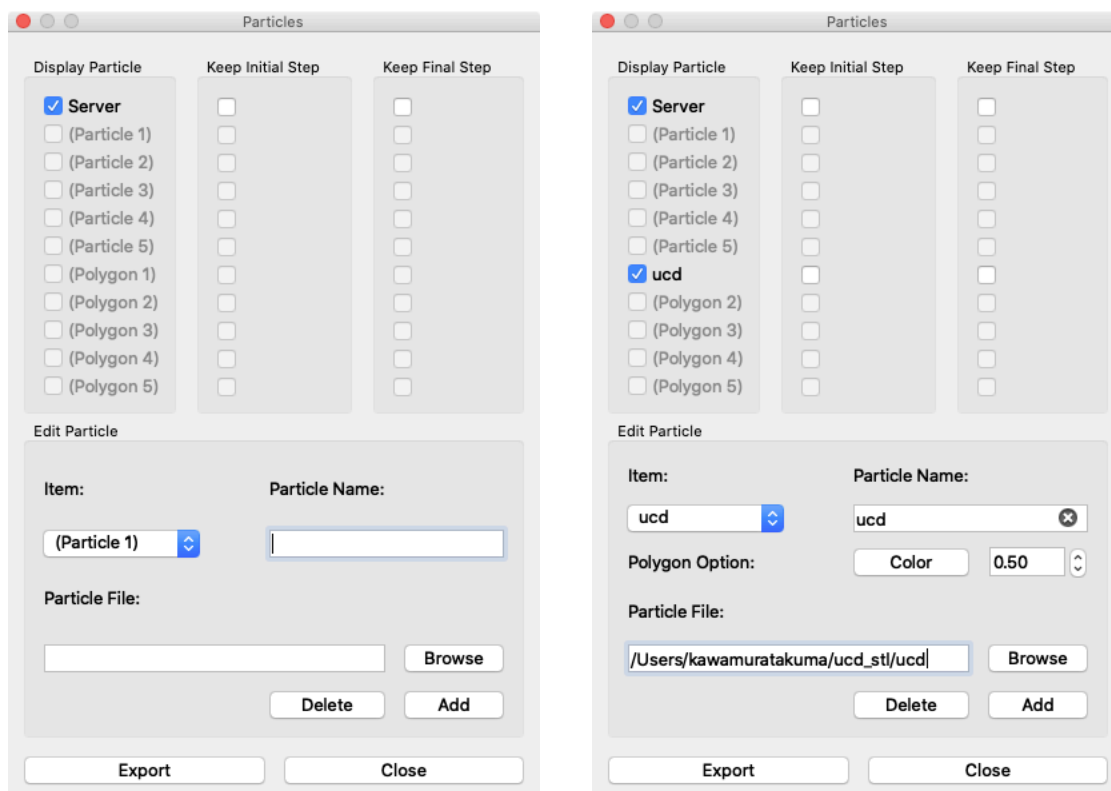 Particles
Display Particle Keep Initial Step Keep Final Step
Server
(Particle 1)
(Particle 2)
(Particle 3)
(Particle 4)
(Particle 5)
(Polygon 1)
(Polygon 2)
(Polygon 3)
(Polygon 4)
(Polygon 5)
Edit Particle
Item: Particle Name:
(Particle 1)
Particle File:
Browse
Delete Add
Export Close
Particles
Display Particle Keep Initial Step Keep Final Step
Server
(Particle 1)
(Particle 2)
(Particle 3)
(Particle 4)
(Particle 5)
ucd
(Polygon 2)
(Polygon 3)
(Polygon 4)
(Polygon 5)
Edit Particle
Item: Particle Name:
ucd ucd
Polygon Option: Color 0.50
Particle File:
/Users/kawamuratakuma/ucd_stl/ucd Browse
Delete Add
Export Close